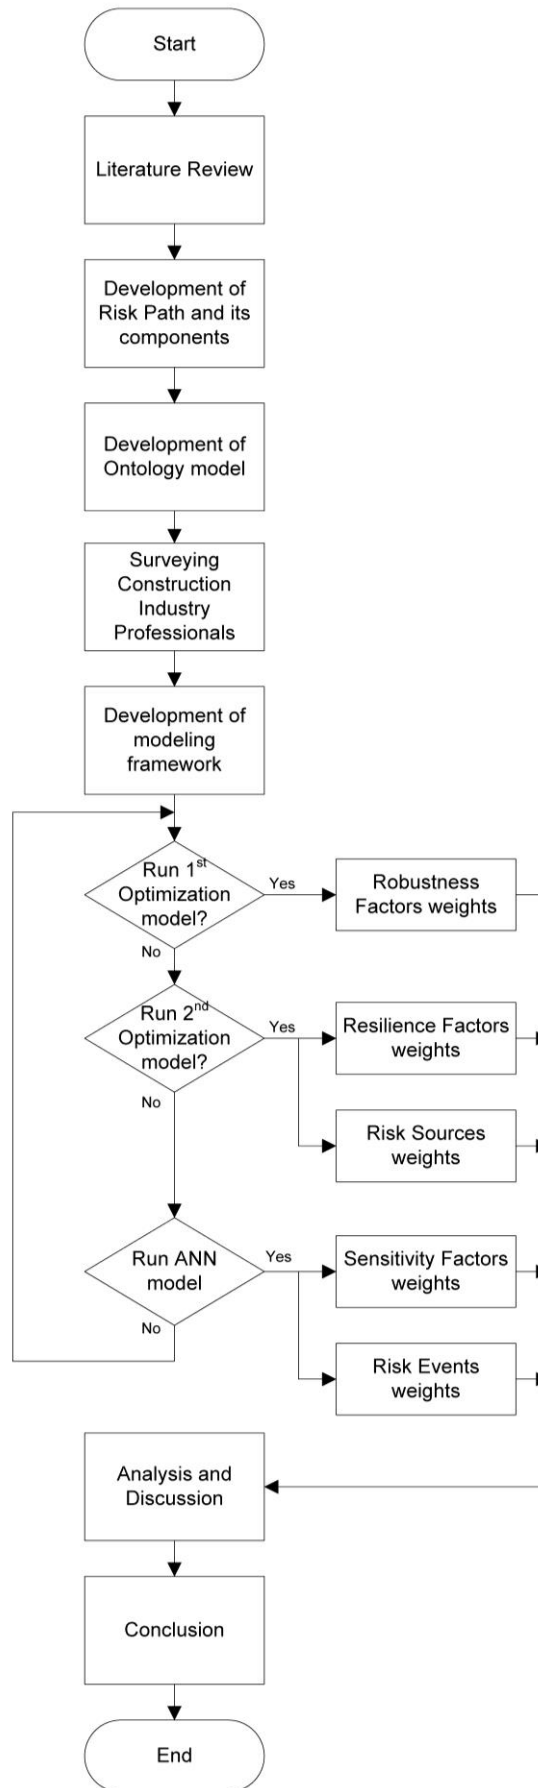 Start
Literature Review
Development of
Risk Path and its
components
Development of
Ontology model
Surveying
Construction
Industry
Professionals
Development of
modeling
framework
Run 1st
Optimization
model?
Yes
No
Robustness
Factors weights
Run 2nd
Optimization
model?
Yes
No
Resilience Factors
weights
Risk Sources
weights
Run ANN
model
Yes
No
Sensitivity Factors
weights
Risk Events
weights
Analysis and
Discussion
Conclusion
End